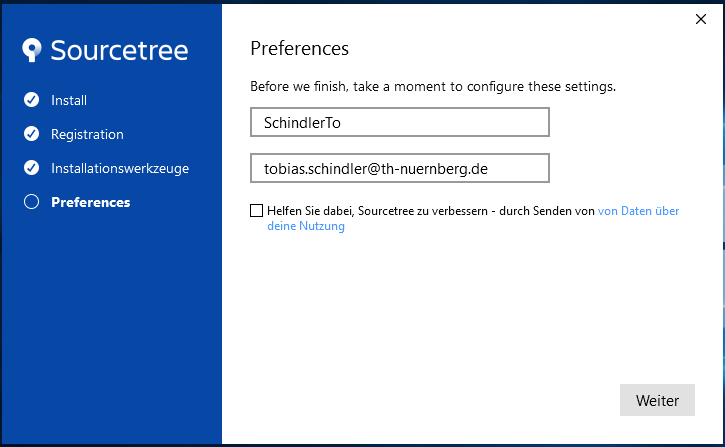 Sourcetree
Install
Registration
Installationswerkzeuge
Preferences
Preferences
Before we finish, take a moment to configure these settings.
SchindlerTo
tobias.schindler@th-nuernberg.de
Helfen Sie dabei, Sourcetree zu verbessern - durch Senden von von Daten über
deine Nutzung
Weiter